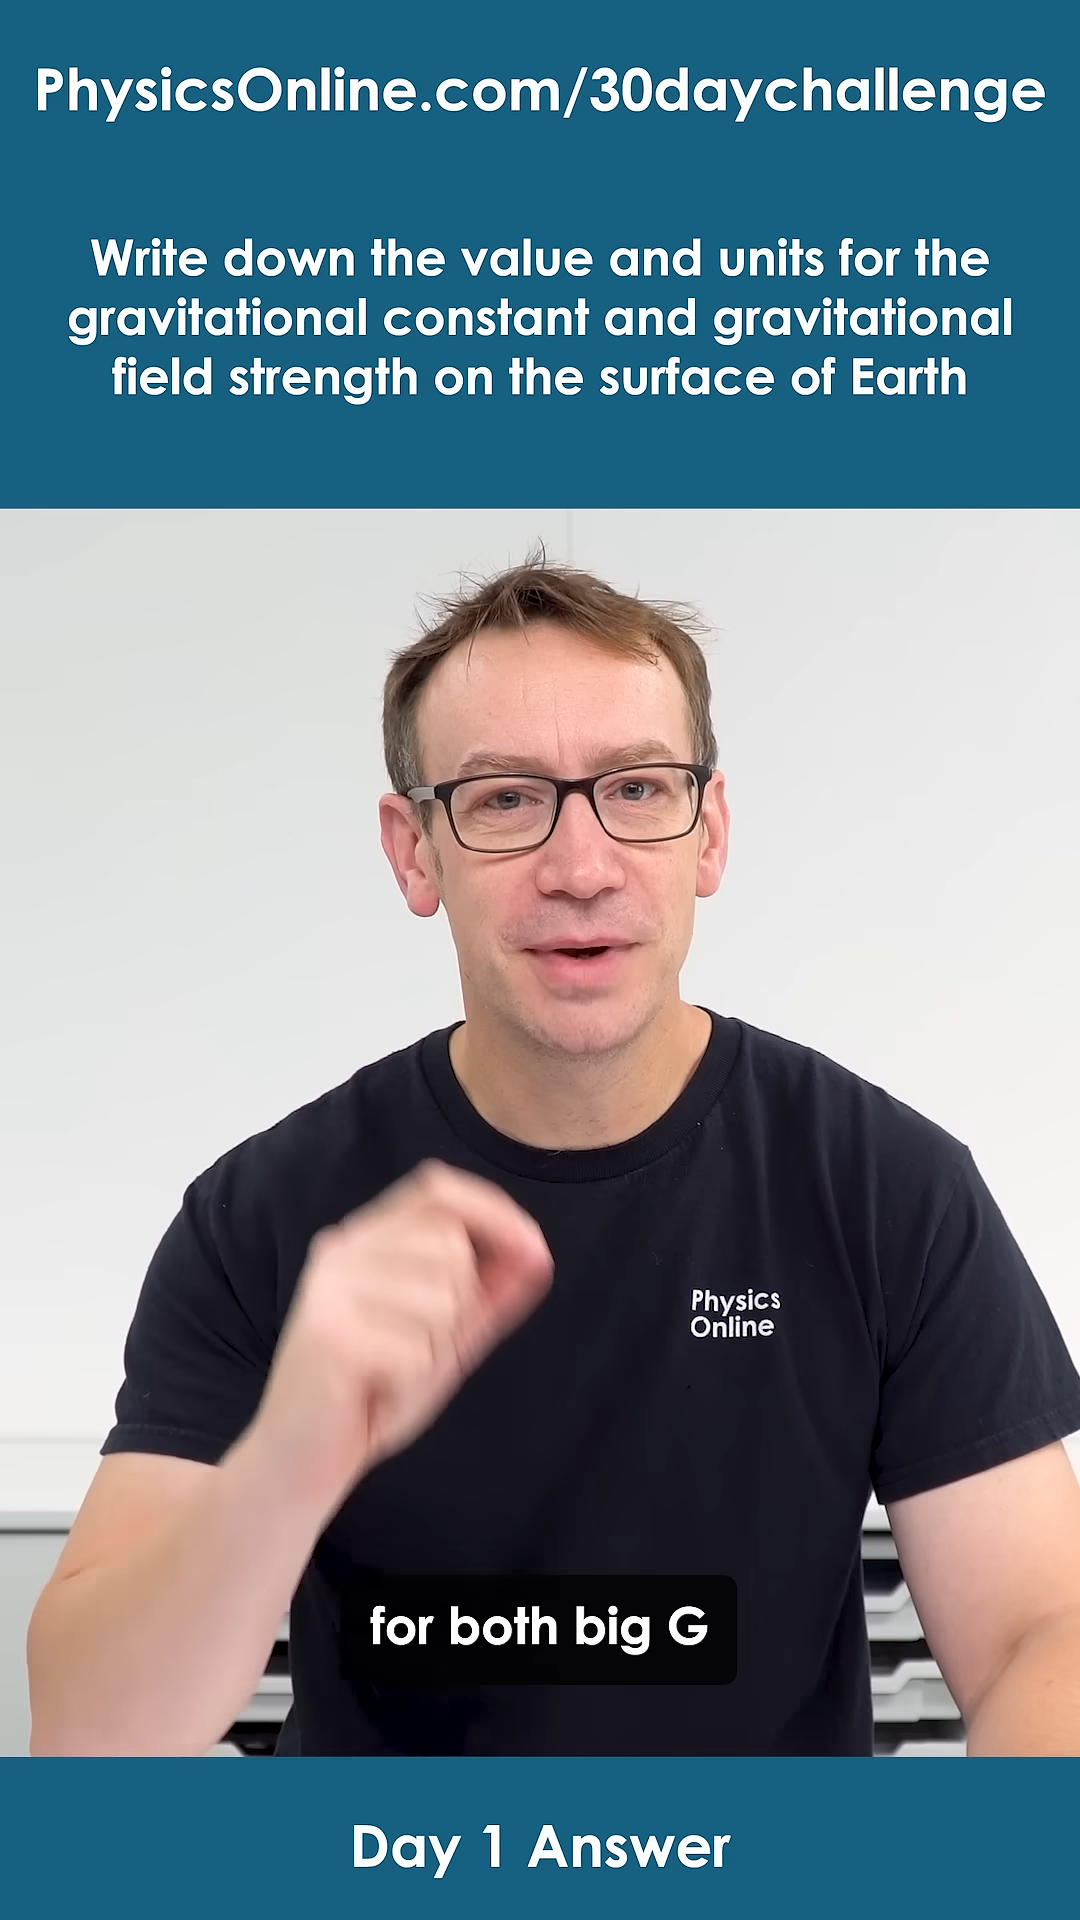 PhysicsOnline.com/30daychallenge
Write down the value and units for the
gravitational constant and gravitational
field strength on the surface of Earth
Physics
Online
for both big G
Day 1 Answer